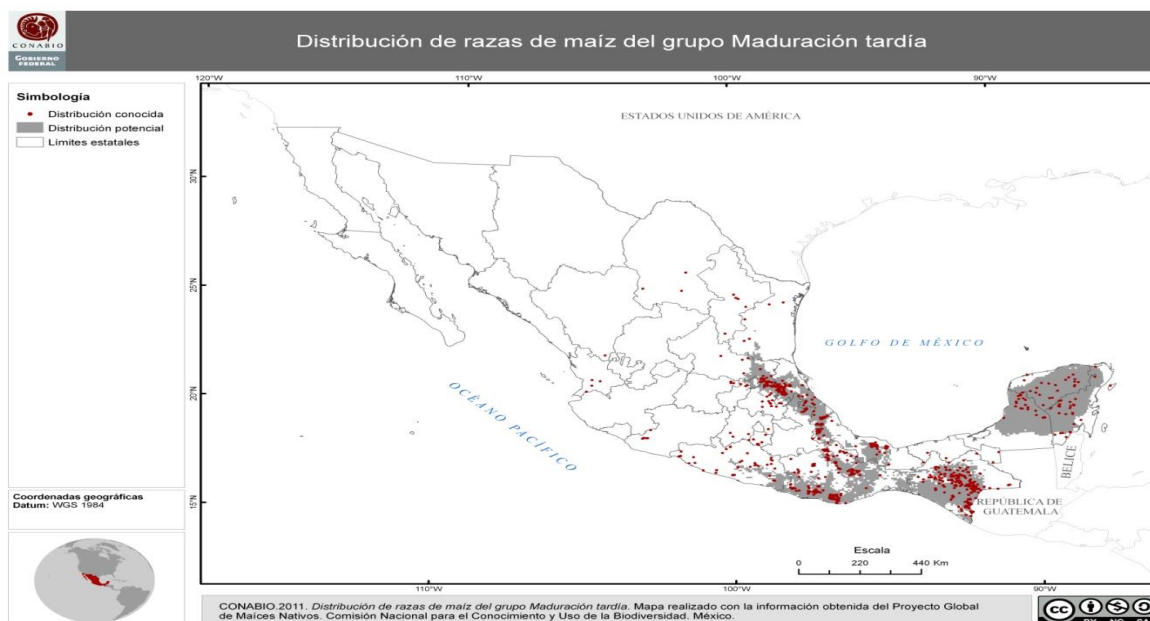 CONABIO
GOBIERNO
FEDERAL
Distribución de razas de maíz del grupo Maduración tardía
120°W
110°W
100°W
90°W
Simbología
Distribución conocida
Distribución potencial
Límites estatales
ESTADOS UNIDOS DE AMÉRICA
30°N
25°N
20°N
15°N
GOLFO DE MÉXICO
OCÉANO PACÍFICO
BELICE
REPÚBLICA DE
GUATEMALA
Coordenadas geográficas
Datum: WGS 1984
Escala
0 220 440 Km
110°W
100°W
90°W
CONABIO.2011. Distribución de razas de maíz del grupo Maduración tardía. Mapa realizado con la información obtenida del Proyecto Global
de Maíces Nativos. Comisión Nacional para el Conocimiento y Uso de la Biodiversidad. México.
CC